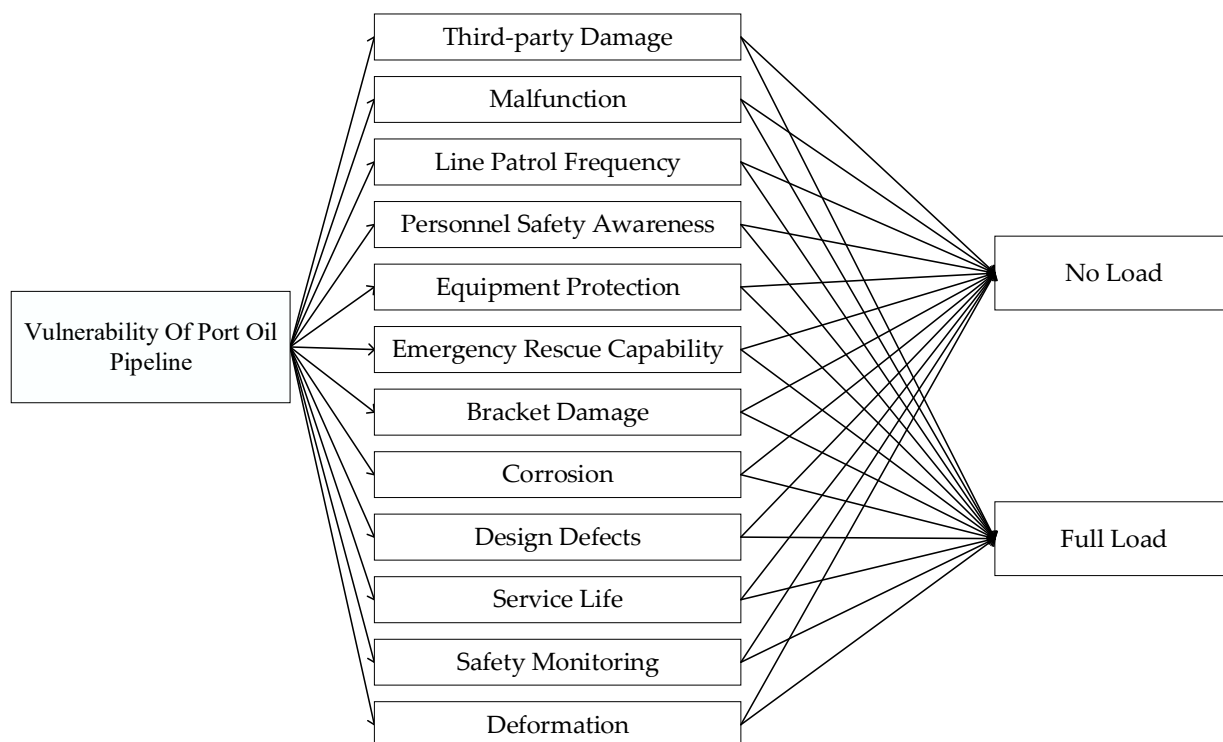 Vulnerability Of Port Oil
Pipeline
Third-party Damage
Malfunction
Line Patrol Frequency
Personnel Safety Awareness
Equipment Protection
Emergency Rescue Capability
Bracket Damage
Corrosion
Design Defects
Service Life
Safety Monitoring
Deformation
No Load
Full Load